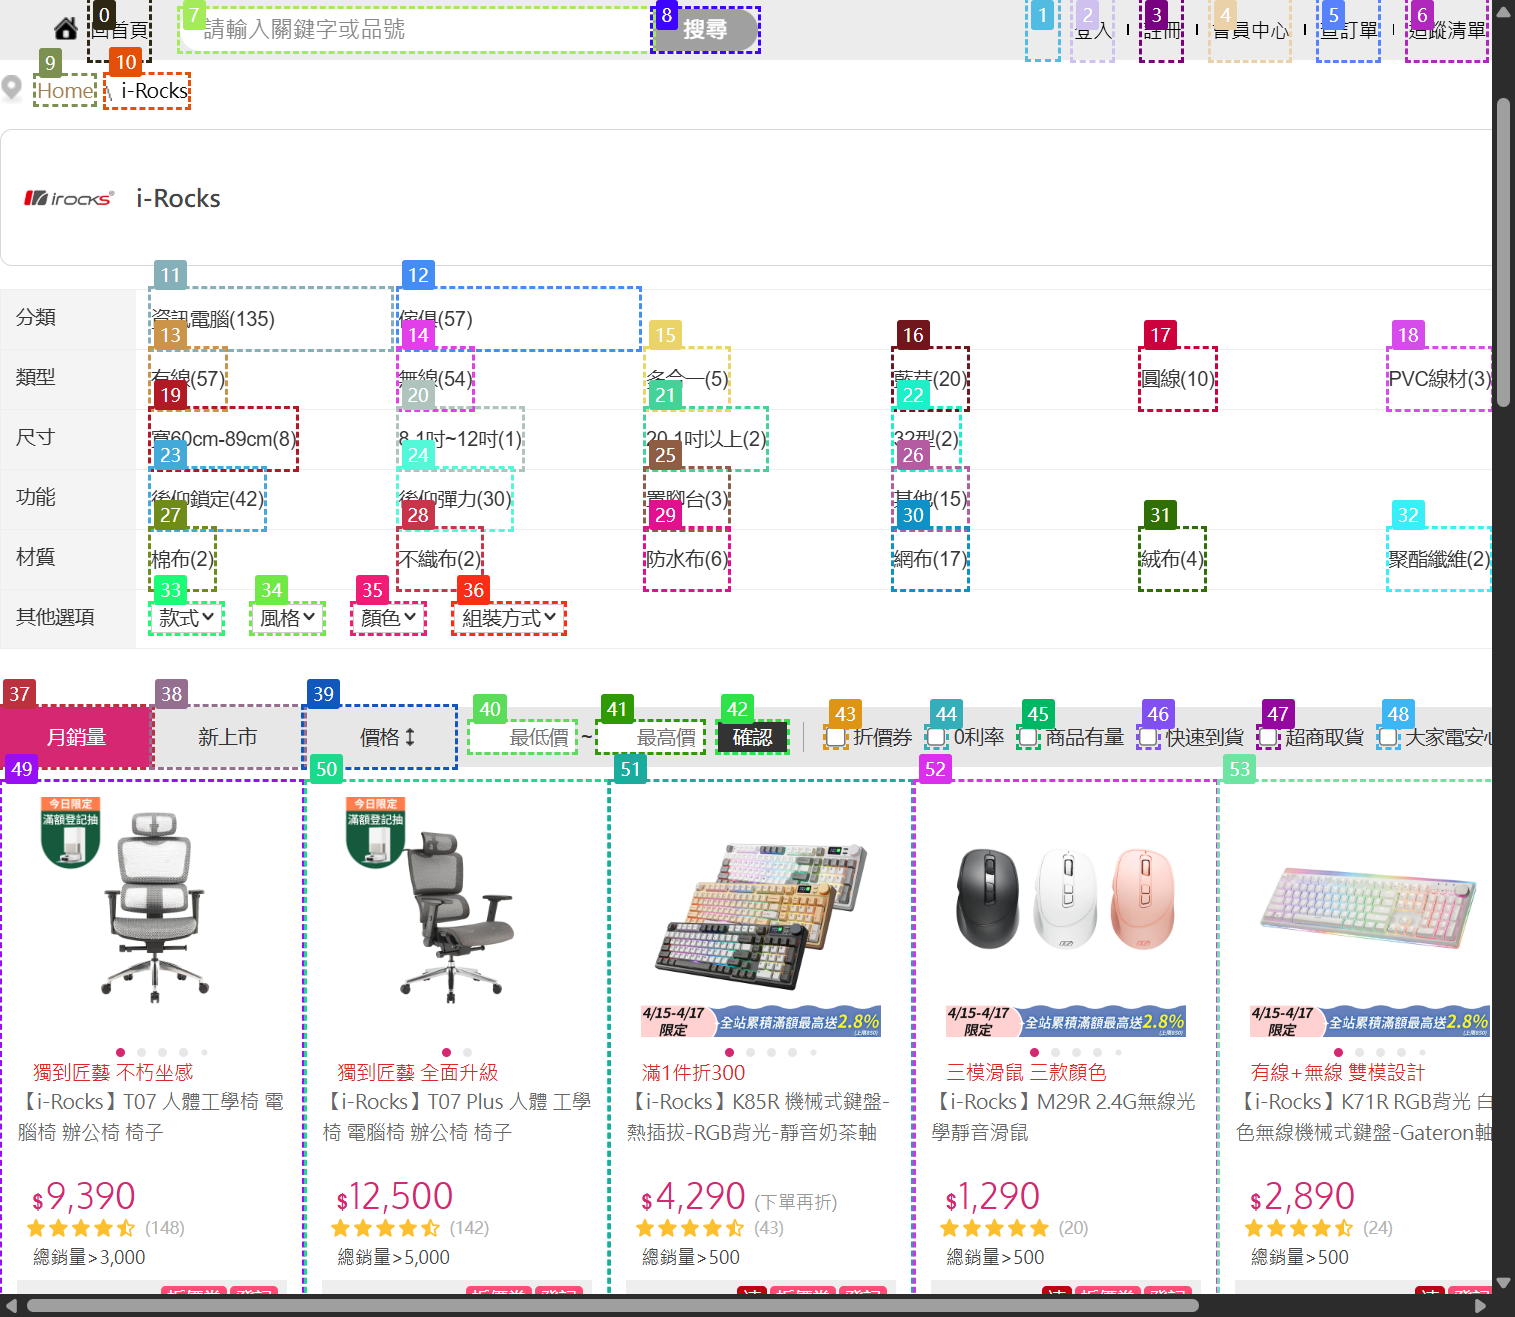 0
回首頁
7
請輸入關鍵字或品號
8
搜尋
1
2
登入
3
註冊
4
會員中心
5
查訂單
6
追蹤清單
9
Home
10
\ i-Rocks
irocks
i-Rocks
11
12
分類
資訊電腦(135)
傢俱(57)
13
14
15
16
17
18
類型
有線(57)
無線(54)
多合一(5)
藍芽(20)
圓線(10)
PVC線材(3)
19
20
21
22
尺寸
寬60cm-89cm(8)
8.1吋~12吋(1)
20.1吋以上(2)
32型(2)
23
24
25
26
功能
後仰鎖定(42)
後仰彈力(30)
置腳台(3)
其他(15)
27
28
29
30
31
32
材質
棉布(2)
不織布(2)
防水布(6)
網布(17)
絨布(4)
聚酯纖維(2)
33
34
35
36
其他選項
款式
風格
顏色
組裝方式
37
38
39
40
41
42
43
44
45
46
47
48
月銷量
新上市
價格
最低價
~
最高價
確認
折價券
0利率
商品有量
快速到貨
超商取貨
大家電安心
49
50
51
52
53
今日限定
滿額登記抽
今日限定
滿額登記抽
4/15-4/17
限定
全站累積滿額最高送2.8%
4/15-4/17
限定
全站累積滿額最高送2.8%
4/15-4/17
限定
全站累積滿額最高送2.8%
獨到匠藝 不朽坐感
【i-Rocks】T07 人體工學椅 電
腦椅 辦公椅 椅子
$9,390
(148)
總銷量>3,000
獨到匠藝 全面升級
【i-Rocks】T07 Plus 人體 工學
椅 電腦椅 辦公椅 椅子
$12,500
(142)
總銷量>5,000
滿1件折300
【i-Rocks】K85R 機械式鍵盤-
熱插拔-RGB背光-靜音奶茶軸
$4,290 (下單再折)
(43)
總銷量>500
三模滑鼠 三款顏色
【i-Rocks】M29R 2.4G無線光
學靜音滑鼠
$1,290
(20)
總銷量>500
有線+無線 雙模設計
【i-Rocks】K71R RGB背光 白
色無線機械式鍵盤-Gateron軸
$2,890
(24)
總銷量>500